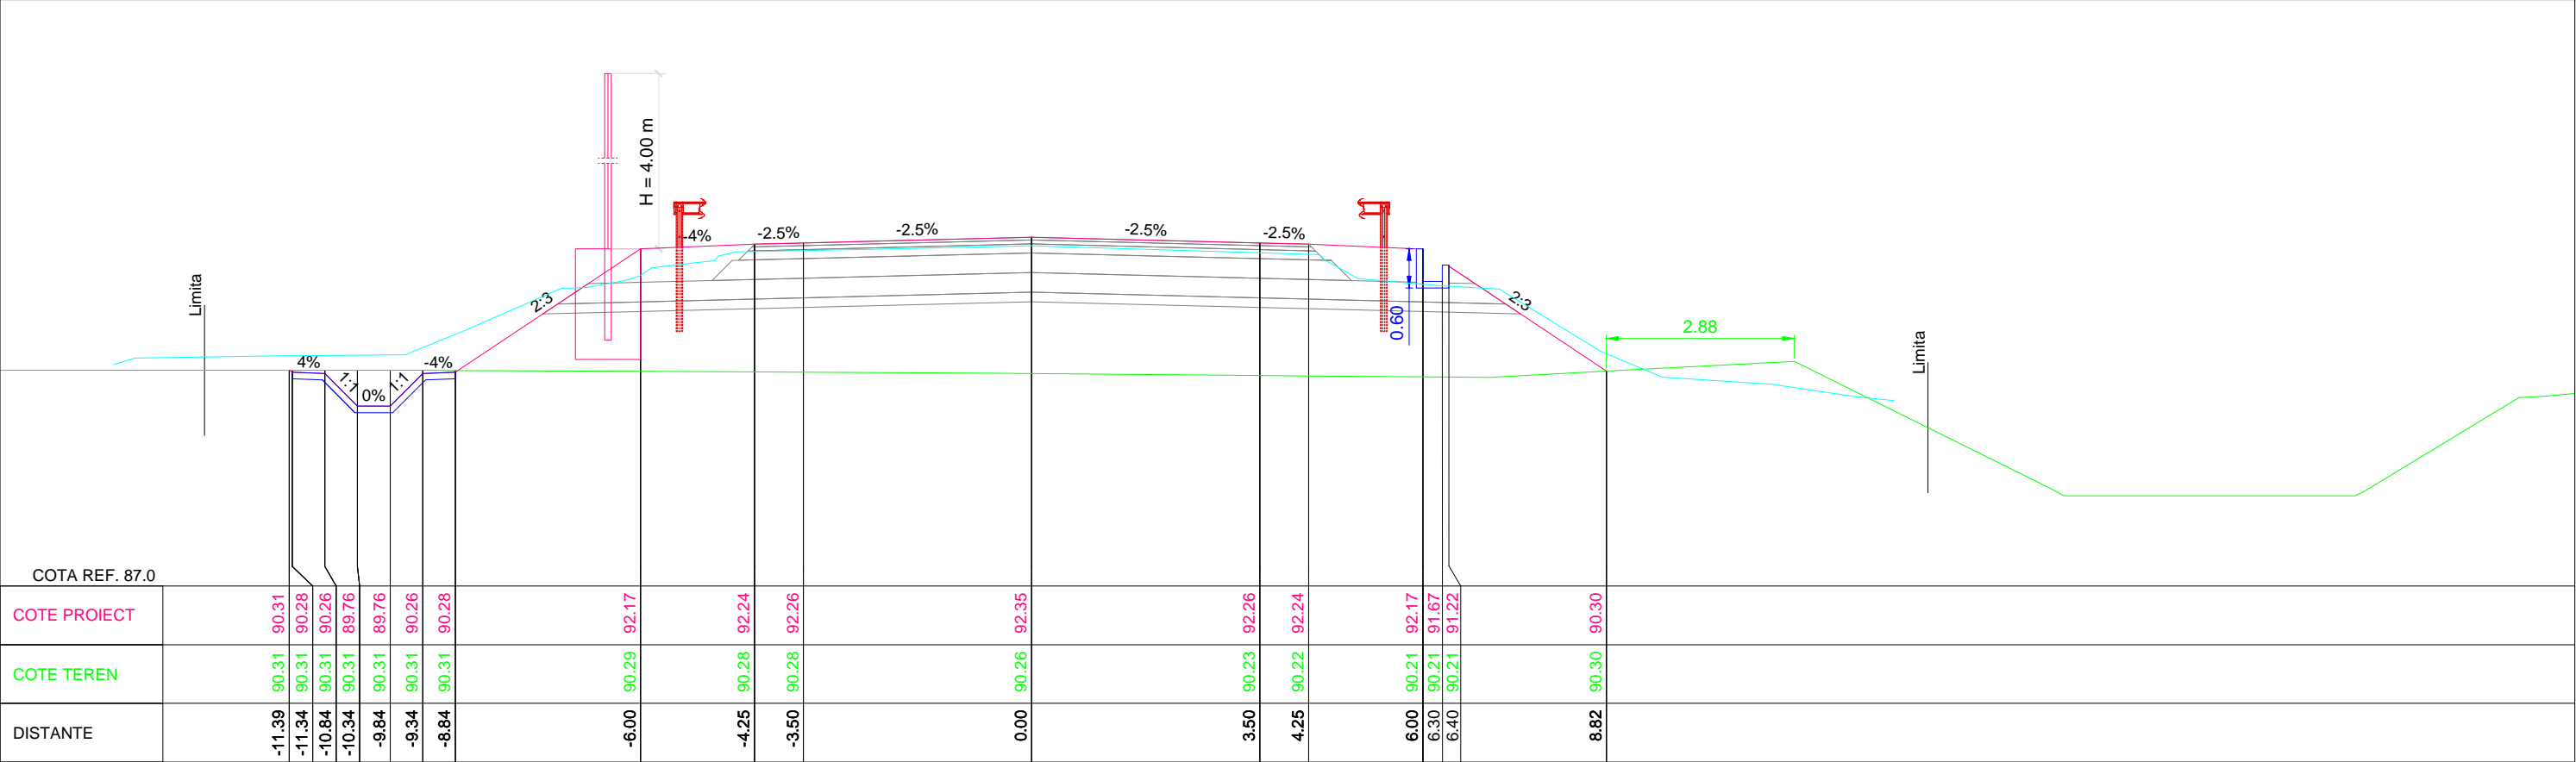 H = 4.00 m
-4%
-2.5%
-2.5%
-2.5%
-2.5%
Limita
2:3
0.60
2:3
2.88
Limita
4%
1:1
0%
1:1
-4%
COTA REF. 87.0
COTE PROIECT 90.31 90.28 90.26 89.76 89.76 90.26 90.28 92.17 92.24 92.26 92.35 92.26 92.24 92.17 91.67 91.22 90.30
COTE TEREN 90.31 90.31 90.31 90.31 90.31 90.31 90.31 90.29 90.28 90.28 90.26 90.23 90.22 90.21 90.21 90.21 90.30
DISTANTE -11.39 -11.34 -10.84 -10.34 -9.84 -9.34 -8.84 -6.00 -4.25 -3.50 0.00 3.50 4.25 6.00 6.30 6.40 8.82